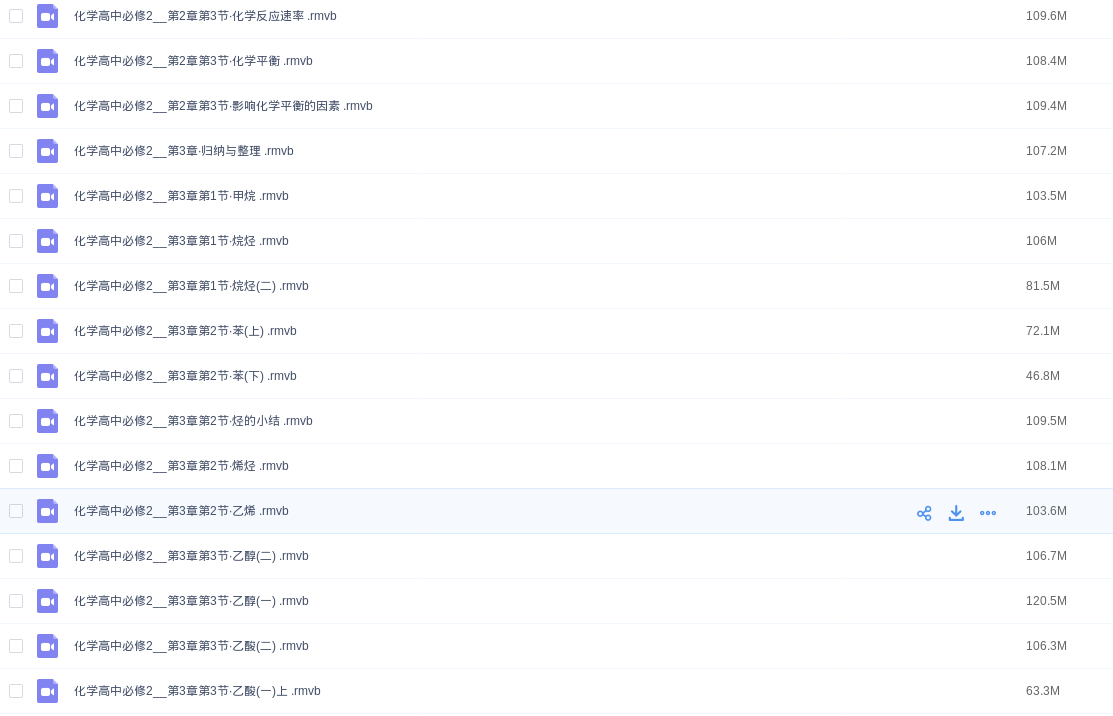 化学高中必修2__第2章第3节·化学反应速率 .rmvb 109.6M
化学高中必修2__第2章第3节·化学平衡 .rmvb 108.4M
化学高中必修2__第2章第3节·影响化学平衡的因素 .rmvb 109.4M
化学高中必修2__第3章·归纳与整理 .rmvb 107.2M
化学高中必修2__第3章第1节·甲烷 .rmvb 103.5M
化学高中必修2__第3章第1节·烷烃 .rmvb 106M
化学高中必修2__第3章第1节·烷烃(二) .rmvb 81.5M
化学高中必修2__第3章第2节·苯(上) .rmvb 72.1M
化学高中必修2__第3章第2节·苯(下) .rmvb 46.8M
化学高中必修2__第3章第2节·烃的小结 .rmvb 109.5M
化学高中必修2__第3章第2节·烯烃 .rmvb 108.1M
化学高中必修2__第3章第2节·乙烯 .rmvb 103.6M
化学高中必修2__第3章第3节·乙醇(二) .rmvb 106.7M
化学高中必修2__第3章第3节·乙醇(一) .rmvb 120.5M
化学高中必修2__第3章第3节·乙酸(二) .rmvb 106.3M
化学高中必修2__第3章第3节·乙酸(一)上 .rmvb 63.3M